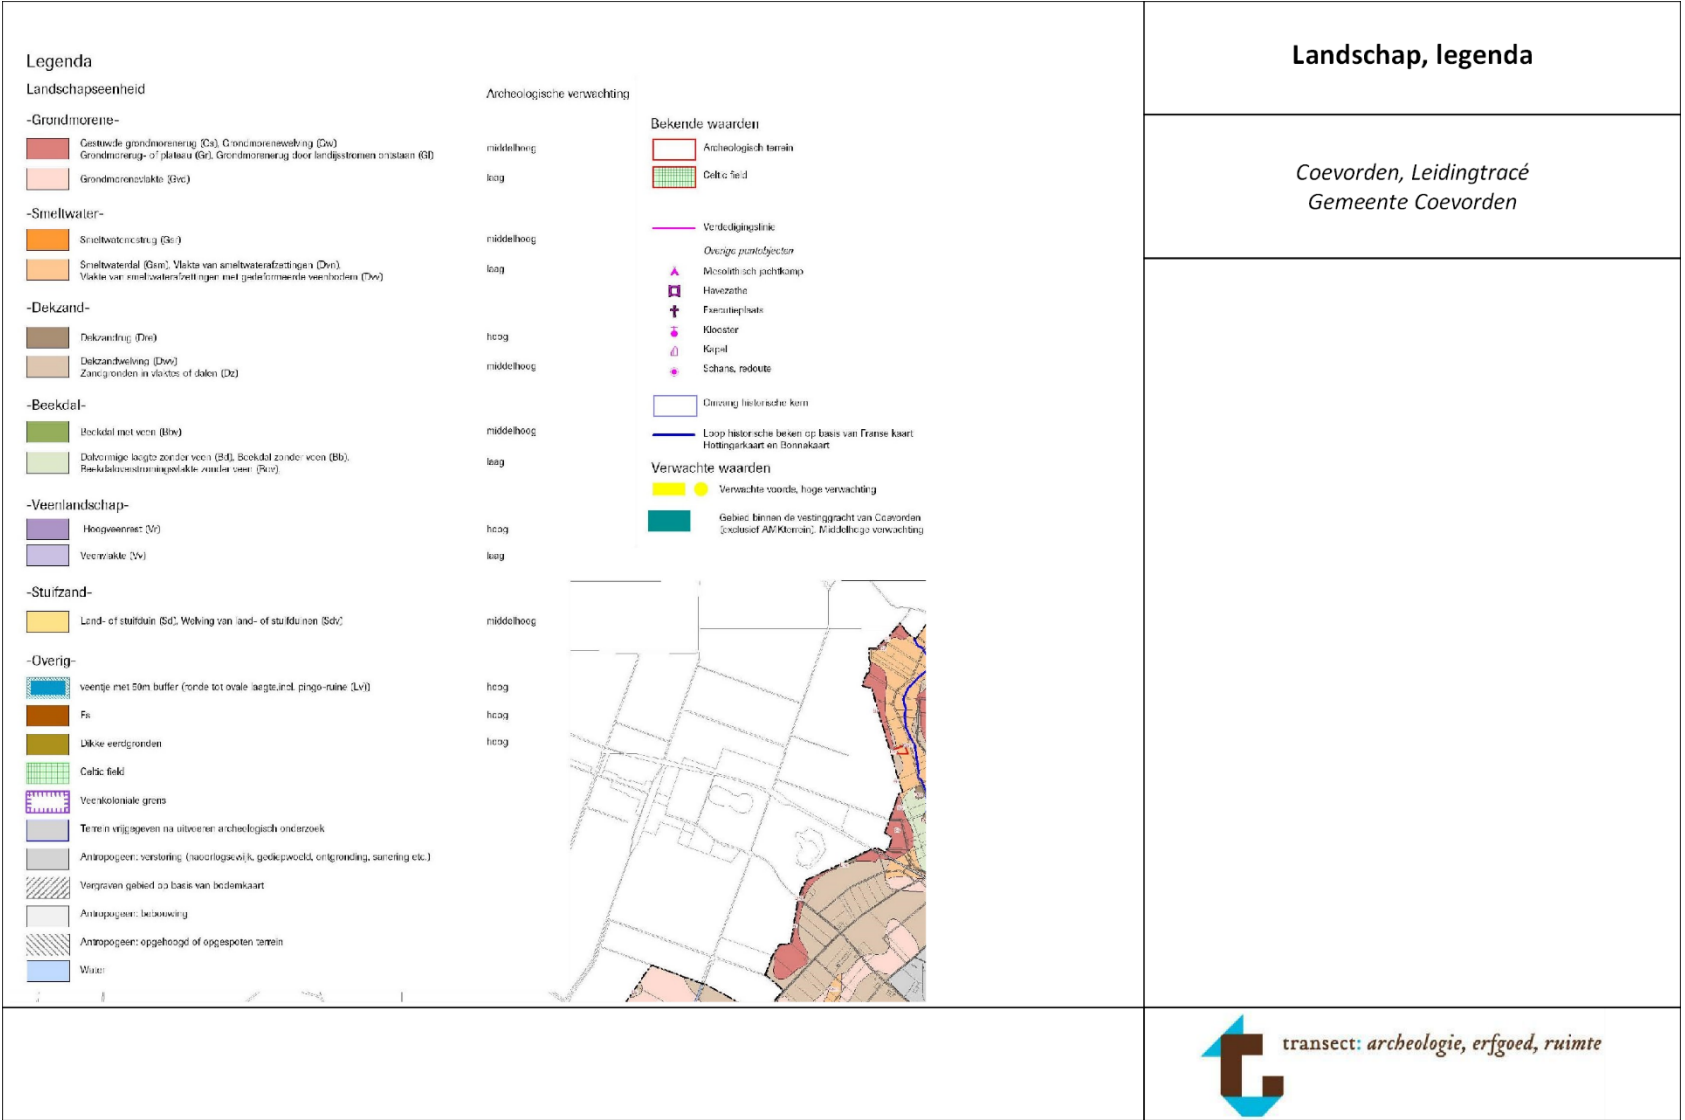 Landschap, legenda
Coevorden, Leidingtracé
Gemeente Coevorden
Legenda
Landschapseenheid
Archeologische verwachting
-Grondmorene-
Gestuwde grondmorenerug (Gs), Grondmorenewelving (Gw)
Grondmorerug- of plateau (Gr), Grondmorenerug door landijsstromen ontstaan (Gl)
middelhoog
Grondmorenevlakte (Gvd)
laag
-Smeltwater-
Smeltwaterrestrug (Gsr)
middelhoog
Smeltwaterdal (Gsm), Vlakte van smeltwaterafzettingen (Dvn),
Vlakte van smeltwaterafzettingen met gedeformeerde veenbodem (Dvv)
laag
-Dekzand-
Dekzandrug (Dre)
hoog
Dekzandwelving (Dwv)
Zandgronden in vlaktes of dalen (Dz)
middelhoog
-Beekdal-
Beekdal met veen (Bbv)
middelhoog
Dalvormige laagte zonder veen (Bd), Beekdal zonder veen (Bb),
Beekdaloverstromingsvlakte zonder veen (Bov)
laag
-Veenlandschap-
Hoogveenrest (Vr)
hoog
Veenvlakte (Vv)
laag
-Stuifzand-
Land- of stuifduin (Sd), Welving van land- of stuifduinen (Sdv)
middelhoog
-Overig-
veentje met 50m buffer (ronde tot ovale laagte,incl. pingo-ruine (Lv))
hoog
Es
hoog
Dikke eerdgronden
hoog
Celtic field
Veenkoloniale grens
Terrein vrijgegeven na uitvoeren archeologisch onderzoek
Antropogeen: verstoring (naoorlogsewijk, gediepwoeld, ontgronding, sanering etc.)
Vergraven gebied op basis van bodemkaart
Antropogeen: bebouwing
Antropogeen: opgehoogd of opgespoten terrein
Water
Bekende waarden
Archeologisch terrein
Celtic field
Verdedigingslinie
Overige puntobjecten
Mesolithisch jachtkamp
Havezathe
Executieplaats
Klooster
Kapel
Schans, redoute
Omvang historische kern
Loop historische beken op basis van Franse kaart
Hottingerkaart en Bonnekaart
Verwachte waarden
Verwachte voorde, hoge verwachting
Gebied binnen de vestinggracht van Coevorden
(exclusief AMKterrein), Middelhoge verwachting
transect: archeologie, erfgoed, ruimte